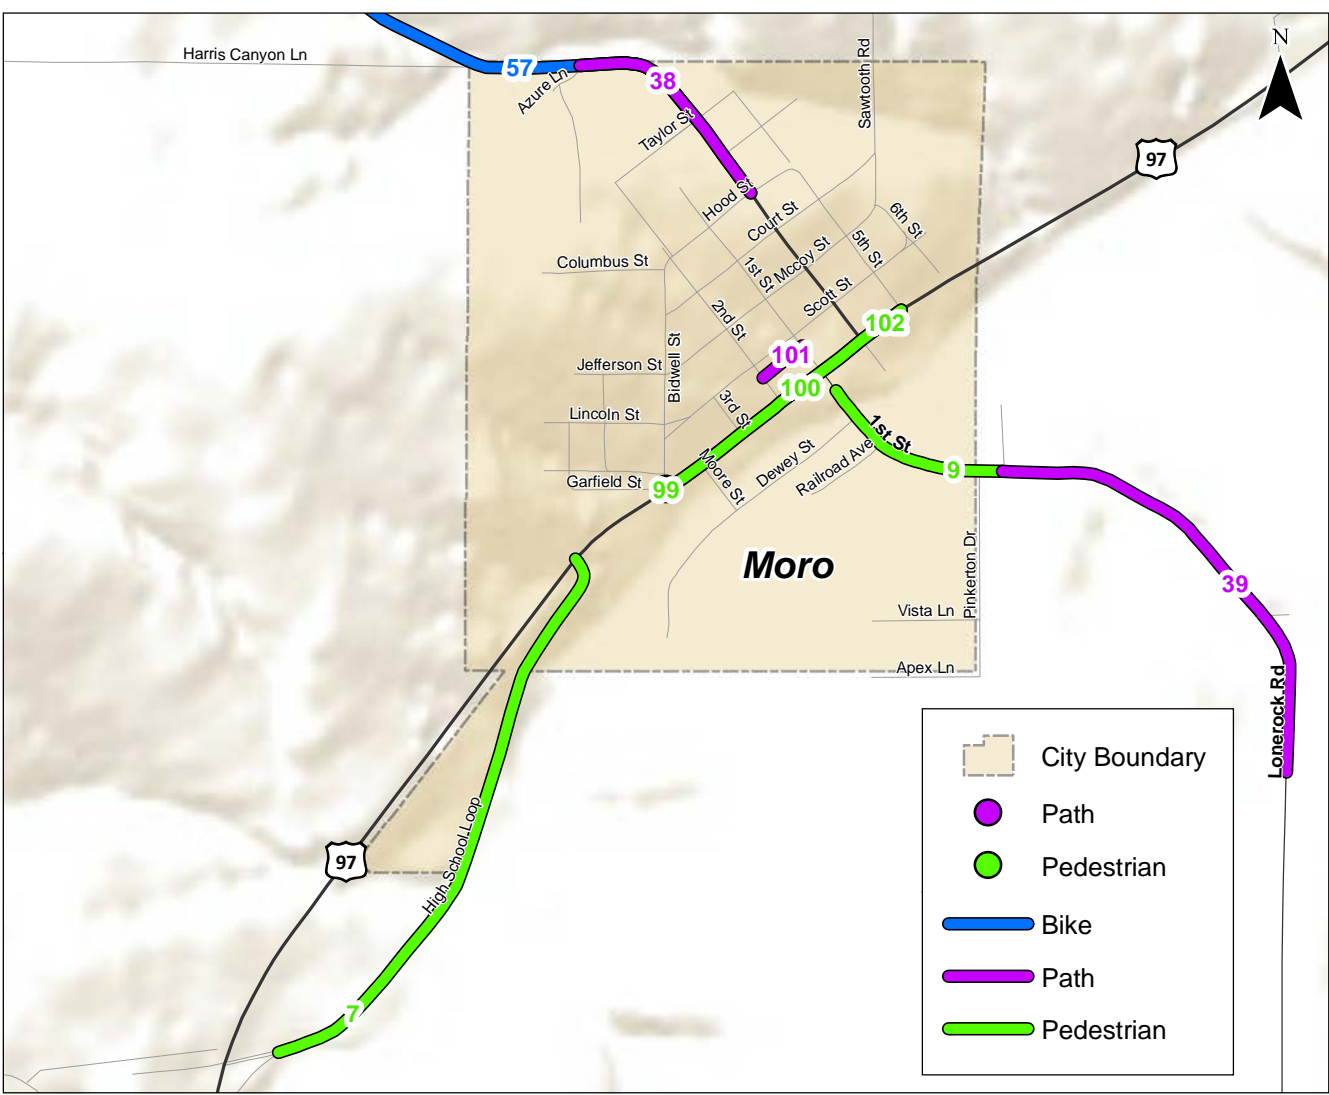 N
Harris Canyon Ln
57
Azure Ln
38
Sawtooth Rd
Taylor St
97
Hood St
Court St
6th St
5th St
Mccoy St
1st St
Columbus St
Scott St
2nd St
102
101
Jefferson St
Bidwell St
100
3rd St
Lincoln St
1st St
Dewey St
Railroad Ave
9
Moore St
Garfield St
99
Pinkerton Dr
Moro
39
Vista Ln
Apex Ln
Lonerock Rd
97
High School Loop
7
City Boundary
Path
Pedestrian
Bike
Path
Pedestrian